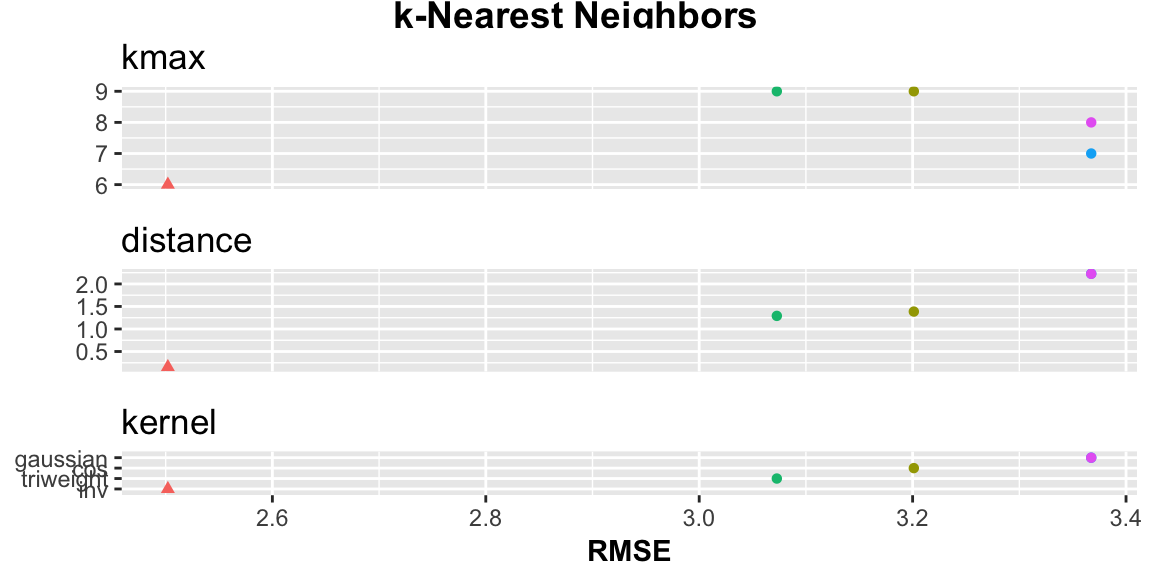 k-Nearest Neighbors
kmax
9
8
7
6
distance
2.0
1.5
1.0
0.5
kernel
gaussian
cos
triweight
inv
2.6 2.8 3.0 3.2 3.4
RMSE